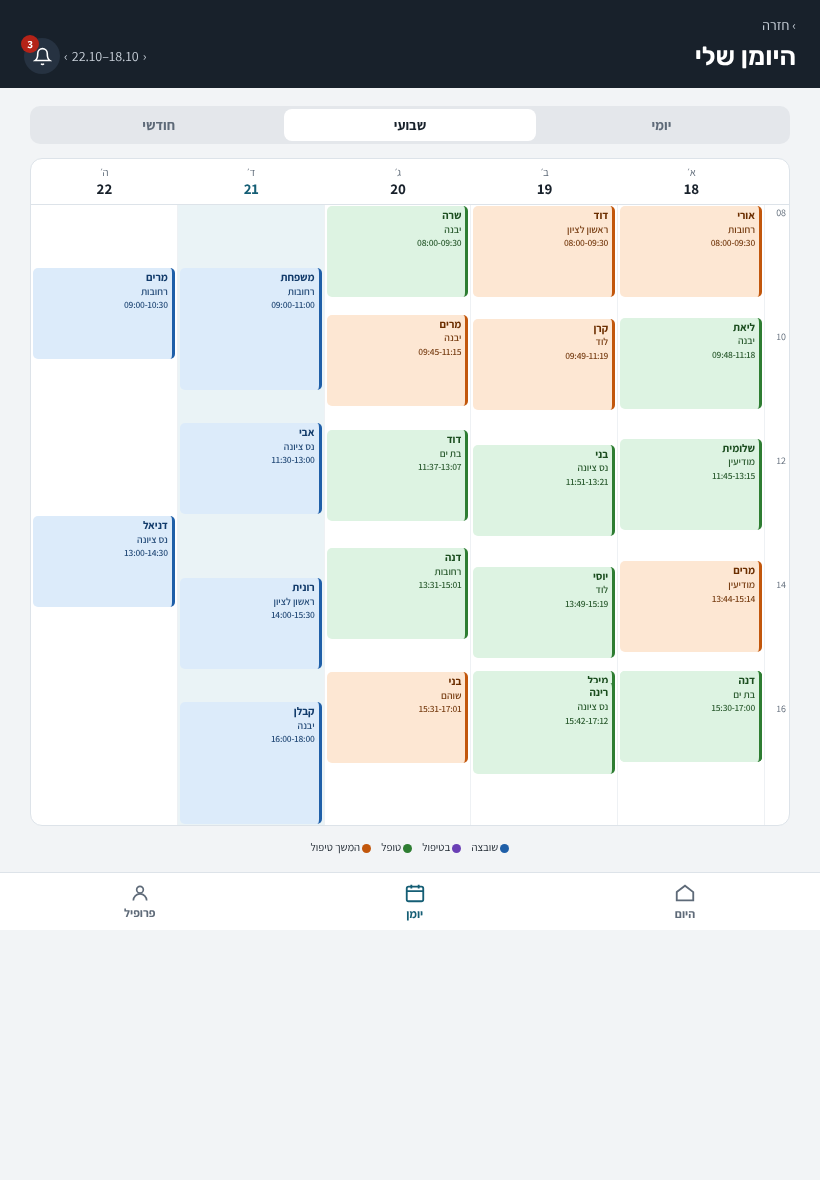 ‹ חזרה
היומן שלי
‹ 18.10–22.10 ›
3
יומי
שבועי
חודשי
א׳
18
ב׳
19
ג׳
20
ד׳
21
ה׳
22
08
10
12
14
16
אורי
רחובות
08:00-09:30
ליאת
יבנה
09:48-11:18
שלומית
מודיעין
11:45-13:15
מרים
מודיעין
13:44-15:14
דנה
בת ים
15:30-17:00
דוד
ראשון לציון
08:00-09:30
קרן
לוד
09:49-11:19
בני
נס ציונה
11:51-13:21
יוסי
לוד
13:49-15:19
מיכל
רינה
נס ציונה
15:42-17:12
שרה
יבנה
08:00-09:30
מרים
יבנה
09:45-11:15
דוד
בת ים
11:37-13:07
דנה
רחובות
13:31-15:01
בני
שוהם
15:31-17:01
משפחת
רחובות
09:00-11:00
אבי
נס ציונה
11:30-13:00
רונית
ראשון לציון
14:00-15:30
קבלן
יבנה
16:00-18:00
מרים
רחובות
09:00-10:30
דניאל
נס ציונה
13:00-14:30
שובצה
בטיפול
טופל
המשך טיפול
היום
יומן
פרופיל